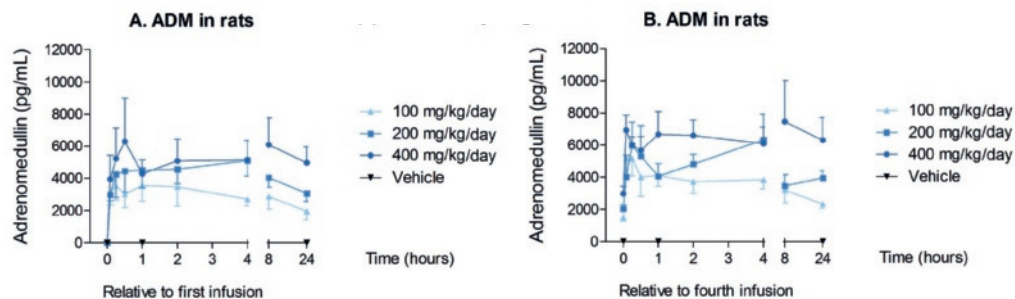 A. ADM in rats
12000
10000
8000
6000
4000
2000
0
Adrenomedullin (pg/mL)
0 1 2 3 4 8 24
Time (hours)
Relative to first infusion
100 mg/kg/day
200 mg/kg/day
400 mg/kg/day
Vehicle
B. ADM in rats
12000
10000
8000
6000
4000
2000
0
Adrenomedullin (pg/mL)
0 1 2 3 4 8 24
Time (hours)
Relative to fourth infusion
100 mg/kg/day
200 mg/kg/day
400 mg/kg/day
Vehicle